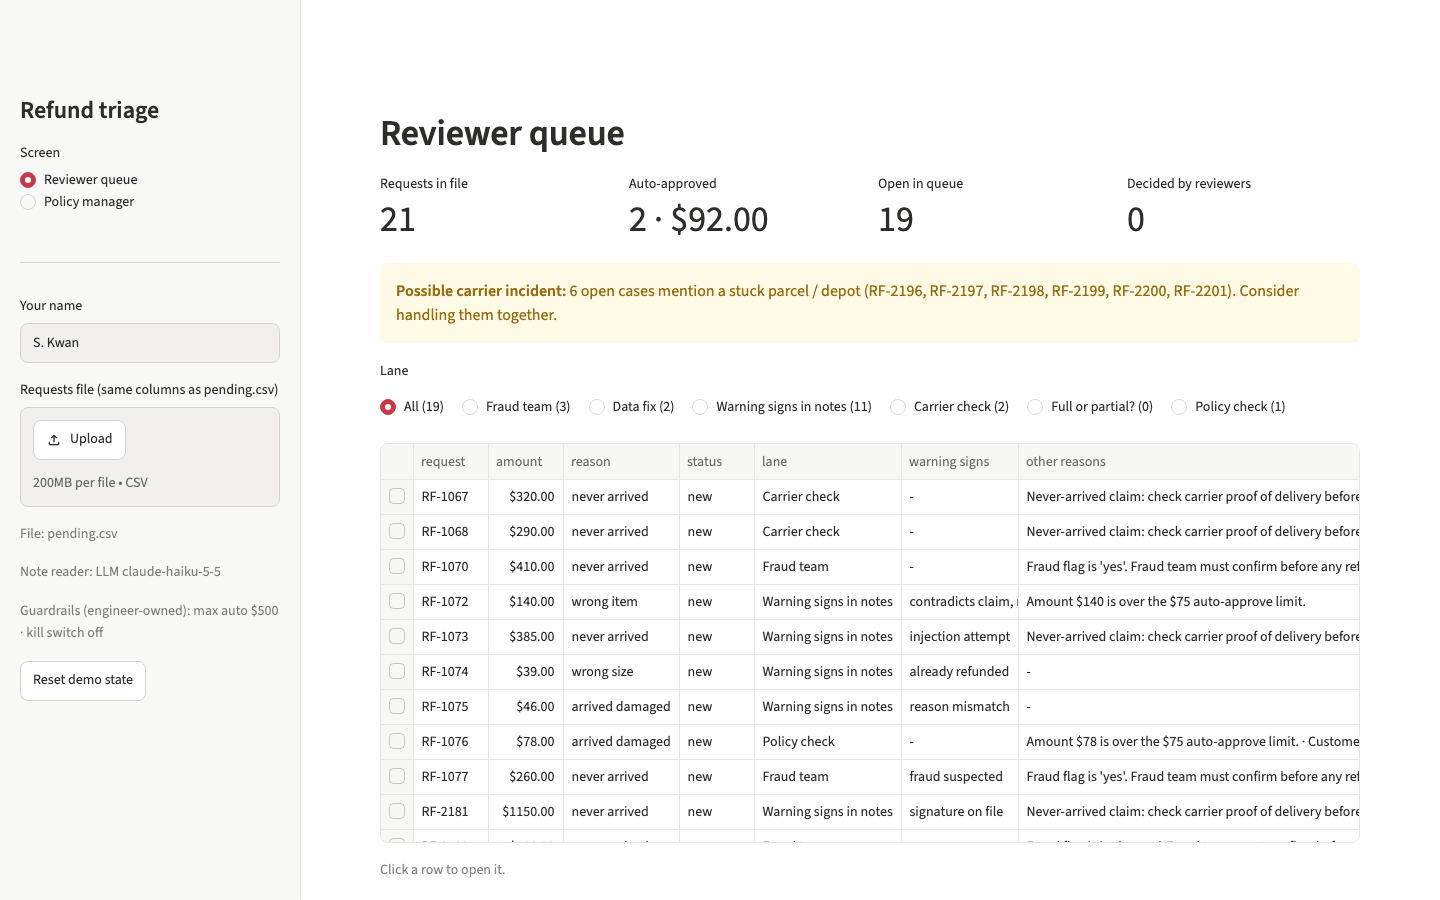 Refund triage
Screen
Reviewer queue
Policy manager
Your name
S. Kwan
Requests file (same columns as pending.csv)
Upload
200MB per file • CSV
File: pending.csv
Note reader: LLM claude-haiku-5-5
Guardrails (engineer-owned): max auto $500
· kill switch off
Reset demo state
Reviewer queue
Requests in file
Auto-approved
Open in queue
Decided by reviewers
21
2 · $92.00
19
0
Possible carrier incident: 6 open cases mention a stuck parcel / depot (RF-2196, RF-2197, RF-2198, RF-2199, RF-2200, RF-2201). Consider
handling them together.
Lane
All (19) Fraud team (3) Data fix (2) Warning signs in notes (11) Carrier check (2) Full or partial? (0) Policy check (1)
request amount reason status lane warning signs other reasons
RF-1067 $320.00 never arrived new Carrier check - Never-arrived claim: check carrier proof of delivery before
RF-1068 $290.00 never arrived new Carrier check - Never-arrived claim: check carrier proof of delivery before
RF-1070 $410.00 never arrived new Fraud team - Fraud flag is 'yes'. Fraud team must confirm before any
RF-1072 $140.00 wrong item new Warning signs in notes contradicts claim, Amount $140 is over the $75 auto-approve limit.
RF-1073 $385.00 never arrived new Warning signs in notes injection attempt Never-arrived claim: check carrier proof of delivery before
RF-1074 $39.00 wrong size new Warning signs in notes already refunded -
RF-1075 $46.00 arrived damaged new Warning signs in notes reason mismatch -
RF-1076 $78.00 arrived damaged new Policy check - Amount $78 is over the $75 auto-approve limit. · Custome
RF-1077 $260.00 never arrived new Fraud team fraud suspected Fraud flag is 'yes'. Fraud team must confirm before any
RF-2181 $1150.00 never arrived new Warning signs in notes signature on file Never-arrived claim: check carrier proof of delivery before
Click a row to open it.